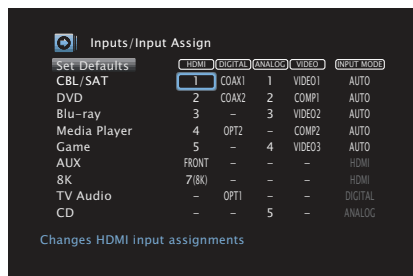 Inputs/Input Assign
Set Defaults HDMI DIGITAL ANALOG VIDEO INPUT MODE
CBL/SAT 1 COAX1 1 VIDEO1 AUTO
DVD 2 COAX2 2 COMP1 AUTO
Blu-ray 3 – 3 VIDEO2 AUTO
Media Player 4 OPT2 – COMP2 AUTO
Game 5 – 4 VIDEO3 AUTO
AUX FRONT – – – HDMI
8K 7(8K) – – – HDMI
TV Audio – OPT1 – – DIGITAL
CD – – 5 – ANALOG
Changes HDMI input assignments